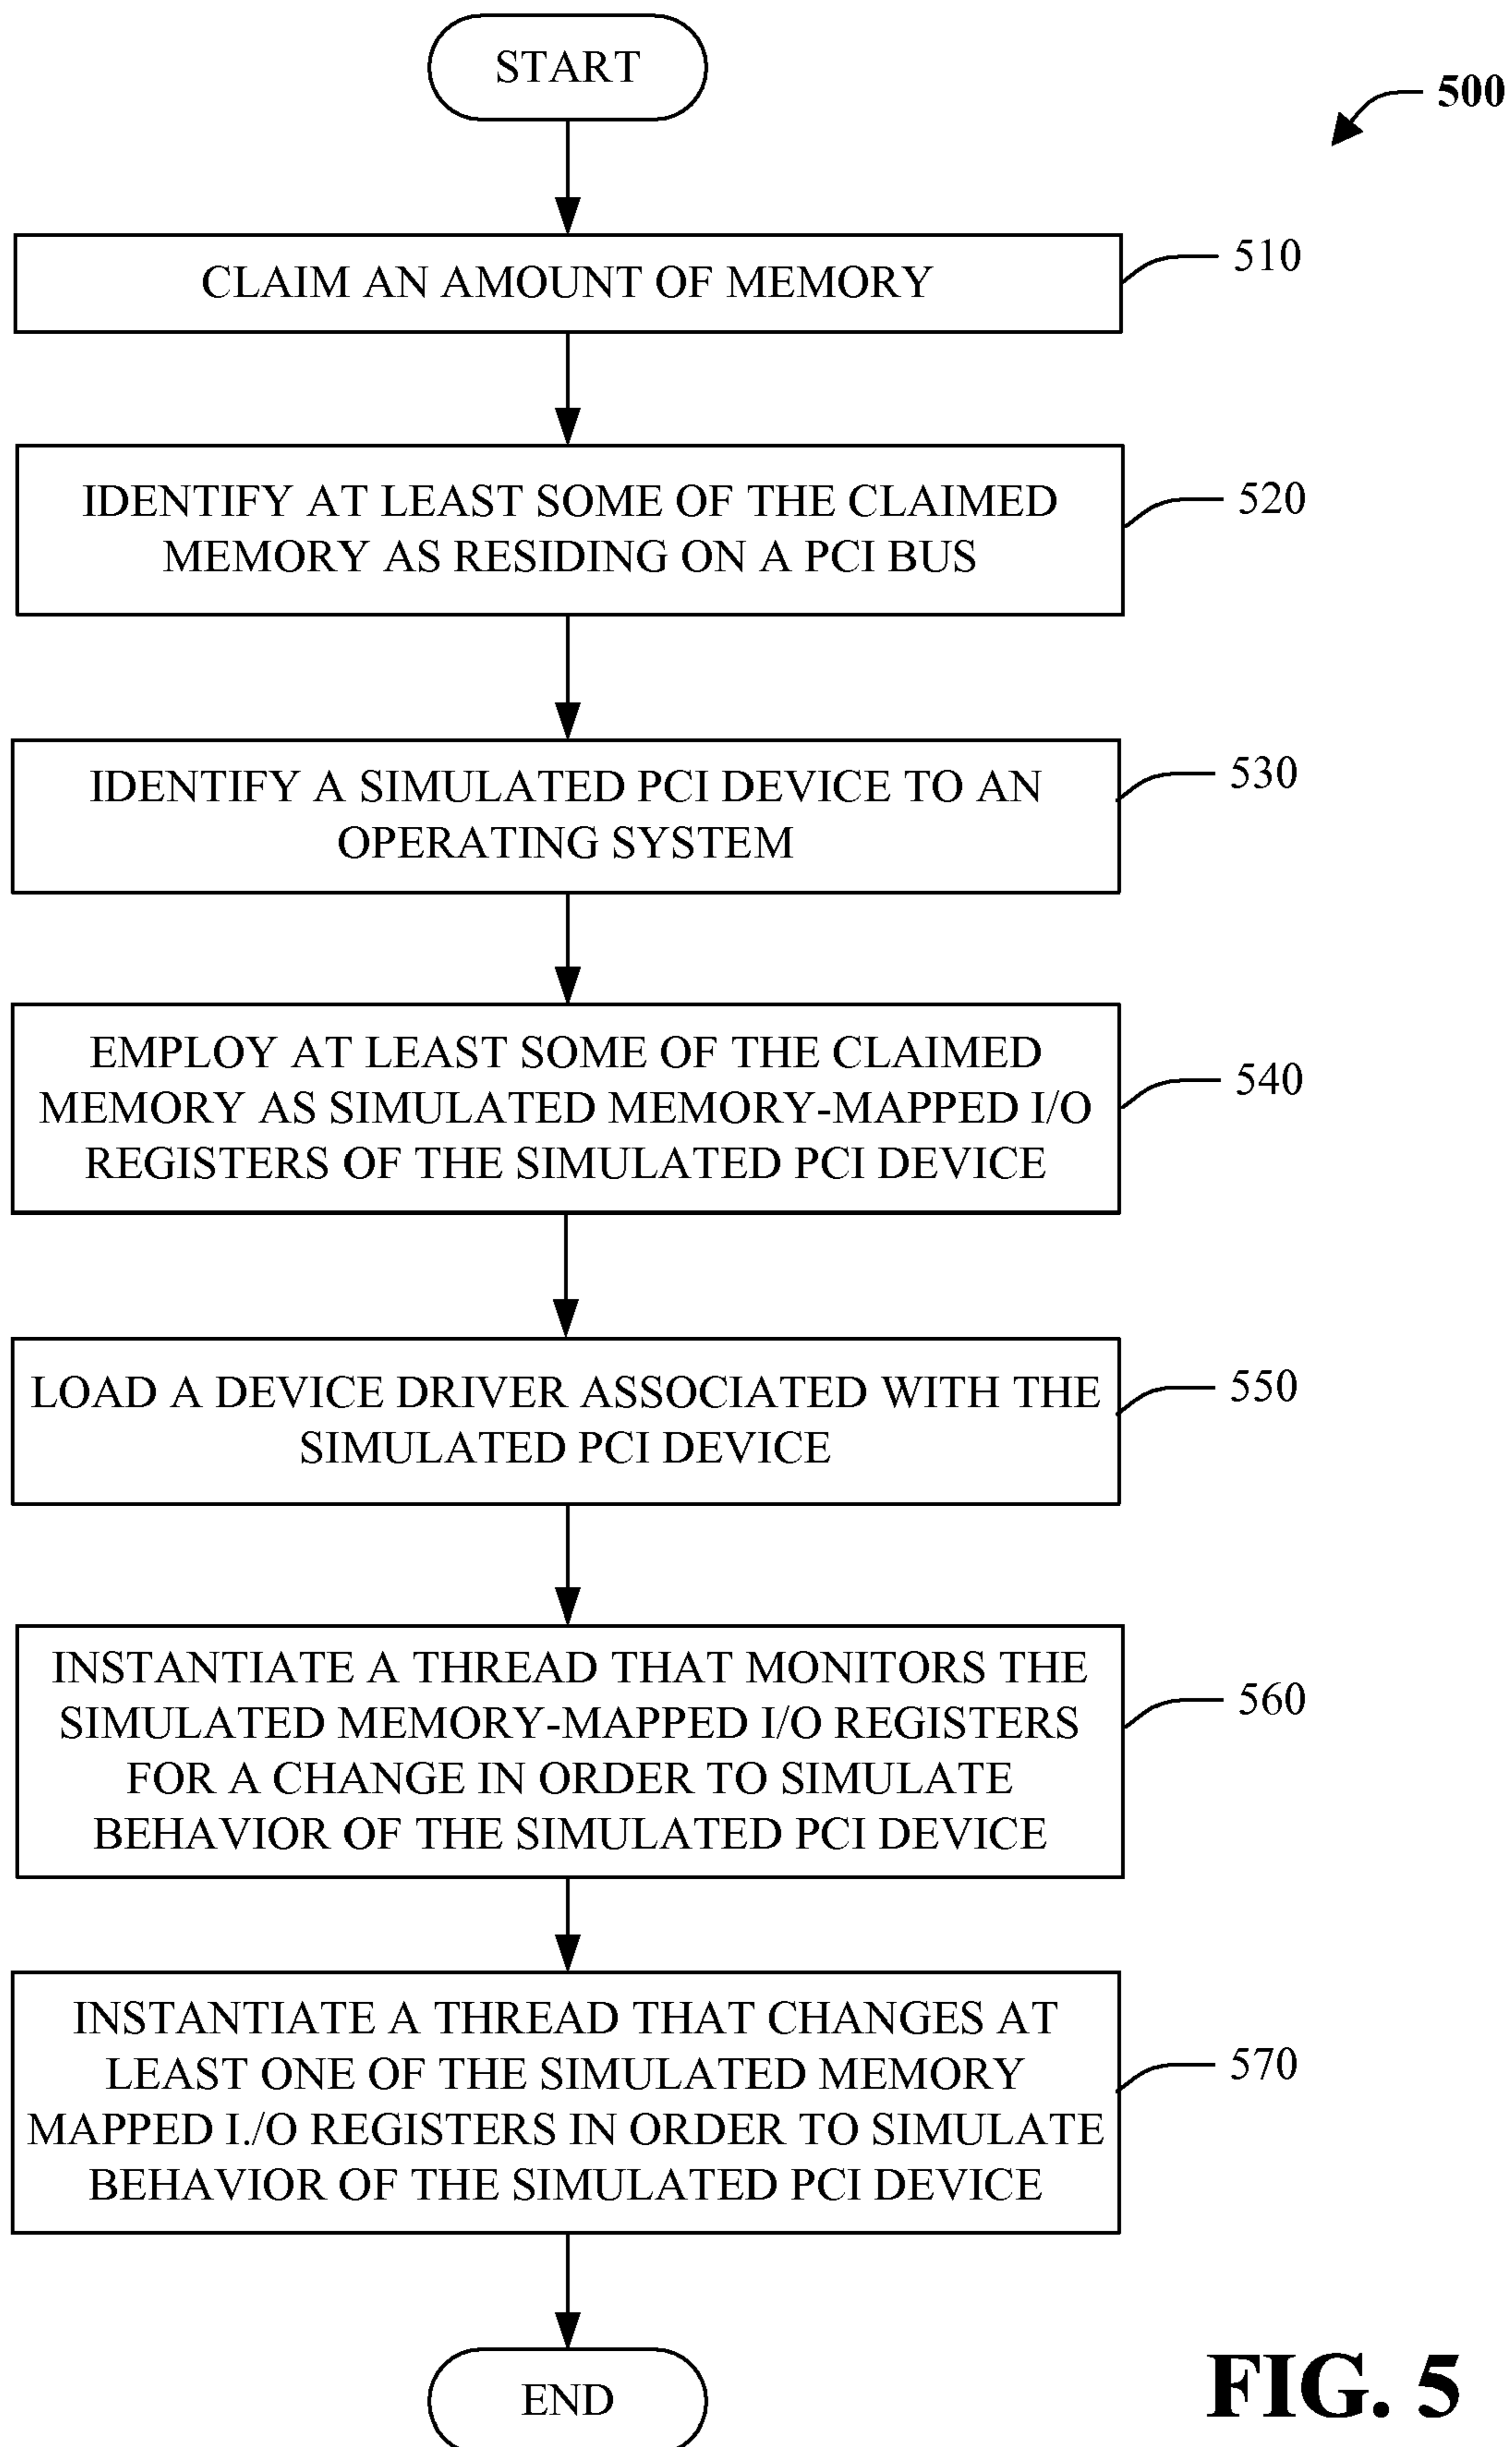 START
500
CLAIM AN AMOUNT OF MEMORY
510
IDENTIFY AT LEAST SOME OF THE CLAIMED
MEMORY AS RESIDING ON A PCI BUS
520
IDENTIFY A SIMULATED PCI DEVICE TO AN
OPERATING SYSTEM
530
EMPLOY AT LEAST SOME OF THE CLAIMED
MEMORY AS SIMULATED MEMORY-MAPPED I/O
REGISTERS OF THE SIMULATED PCI DEVICE
540
LOAD A DEVICE DRIVER ASSOCIATED WITH THE
SIMULATED PCI DEVICE
550
INSTANTIATE A THREAD THAT MONITORS THE
SIMULATED MEMORY-MAPPED I/O REGISTERS
FOR A CHANGE IN ORDER TO SIMULATE
BEHAVIOR OF THE SIMULATED PCI DEVICE
560
INSTANTIATE A THREAD THAT CHANGES AT
LEAST ONE OF THE SIMULATED MEMORY
MAPPED I./O REGISTERS IN ORDER TO SIMULATE
BEHAVIOR OF THE SIMULATED PCI DEVICE
570
END
FIG. 5